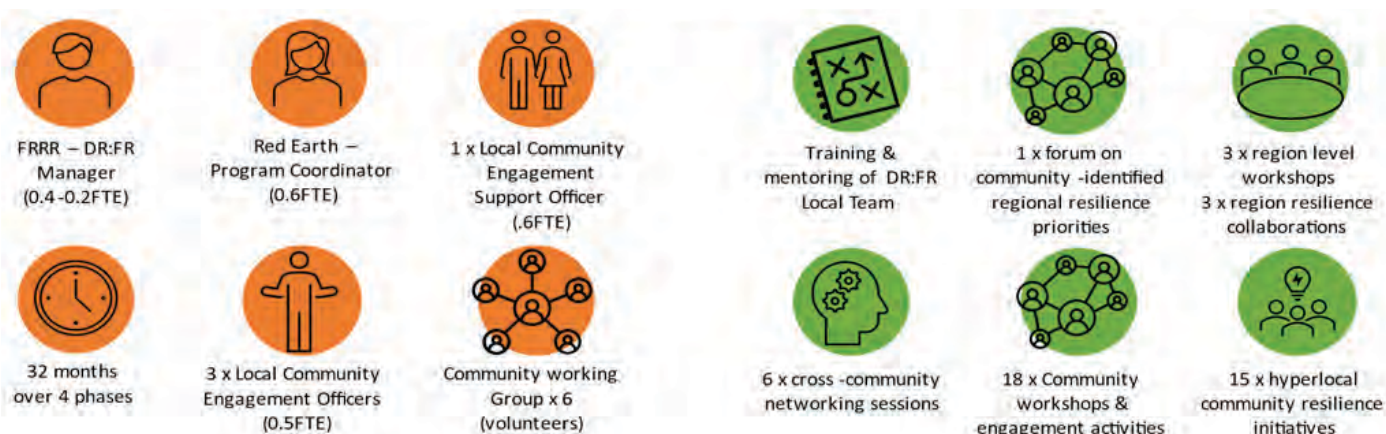 FRRR – DR:FR
Manager
(0.4-0.2FTE)
Red Earth –
Program Coordinator
(0.6FTE)
1 x Local Community
Engagement
Support Officer
(.6FTE)
Training &
mentoring of DR:FR
Local Team
1 x forum on
community -identified
regional resilience
priorities
3 x region level
workshops
3 x region resilience
collaborations
32 months
over 4 phases
3 x Local Community
Engagement Officers
(0.5FTE)
Community working
Group x 6
(volunteers)
6 x cross -community
networking sessions
18 x Community
workshops &
engagement activities
15 x hyperlocal
community resilience
initiatives